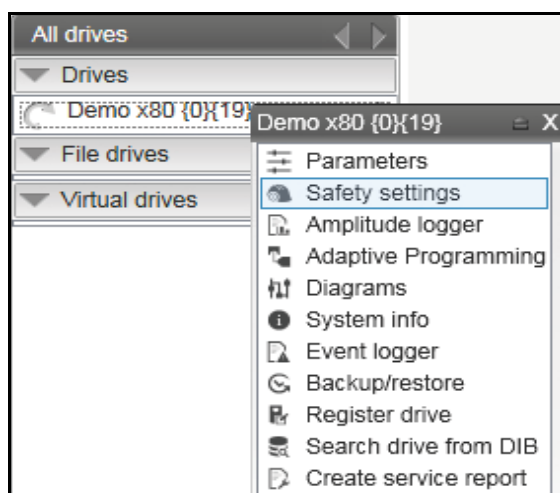 All drives
Drives
Demo x80 {0}{19}
File drives
Virtual drives
Demo x80 {0}{19} X
Parameters
Safety settings
Amplitude logger
Adaptive Programming
Diagrams
System info
Event logger
Backup/restore
Register drive
Search drive from DIB
Create service report